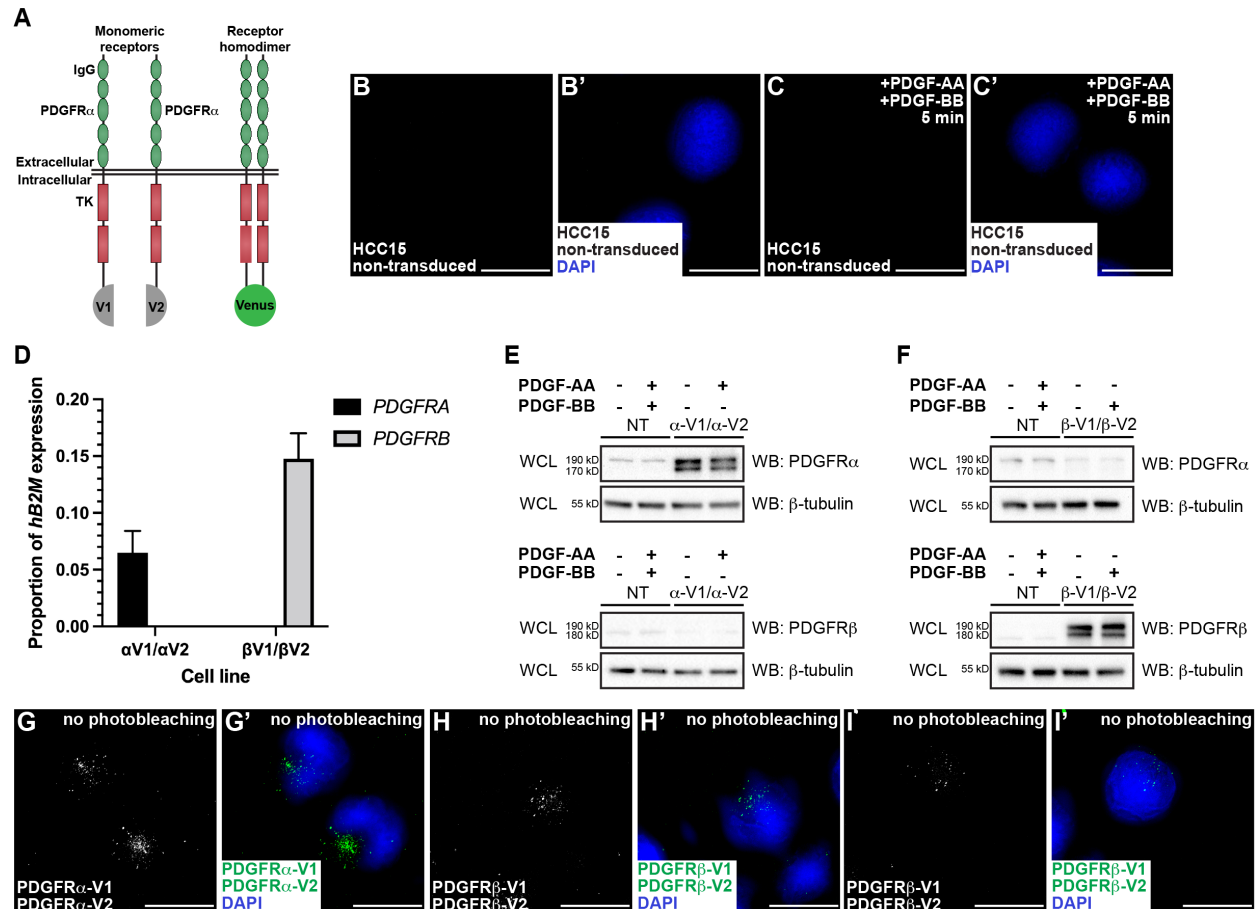 A
Monomeric
receptors
Receptor
homodimer
IgG
PDGFRα
PDGFRα
Extracellular
Intracellular
TK
V1
V2
Venus
B
HCC15
non-transduced
B’
HCC15
non-transduced
DAPI
C
+PDGF-AA
+PDGF-BB
5 min
HCC15
non-transduced
C’
+PDGF-AA
+PDGF-BB
5 min
HCC15
non-transduced
DAPI
D
Proportion of hB2M expression
0.20
0.15
0.10
0.05
0.00
αV1/αV2
βV1/βV2
Cell line
PDGFRA
PDGFRB
E
PDGF-AA - + - +
PDGF-BB - + - -
NT α-V1/α-V2
WCL 190 kD
170 kD
WB: PDGFRα
WCL 55 kD WB: β-tubulin
PDGF-AA - + - +
PDGF-BB - + - -
NT α-V1/α-V2
WCL 190 kD
180 kD
WB: PDGFRβ
WCL 55 kD WB: β-tubulin
F
PDGF-AA - + - -
PDGF-BB - + - +
NT β-V1/β-V2
WCL 190 kD
170 kD
WB: PDGFRα
WCL 55 kD WB: β-tubulin
PDGF-AA - + - -
PDGF-BB - + - +
NT β-V1/β-V2
WCL 190 kD
180 kD
WB: PDGFRβ
WCL 55 kD WB: β-tubulin
G
no photobleaching
PDGFRα-V1
PDGFRα-V2
G’
no photobleaching
PDGFRα-V1
PDGFRα-V2
DAPI
H
no photobleaching
PDGFRβ-V1
PDGFRβ-V2
H’
no photobleaching
PDGFRβ-V1
PDGFRβ-V2
DAPI
I
no photobleaching
PDGFRβ-V1
PDGFRβ-V2
I’
no photobleaching
PDGFRβ-V1
PDGFRβ-V2
DAPI